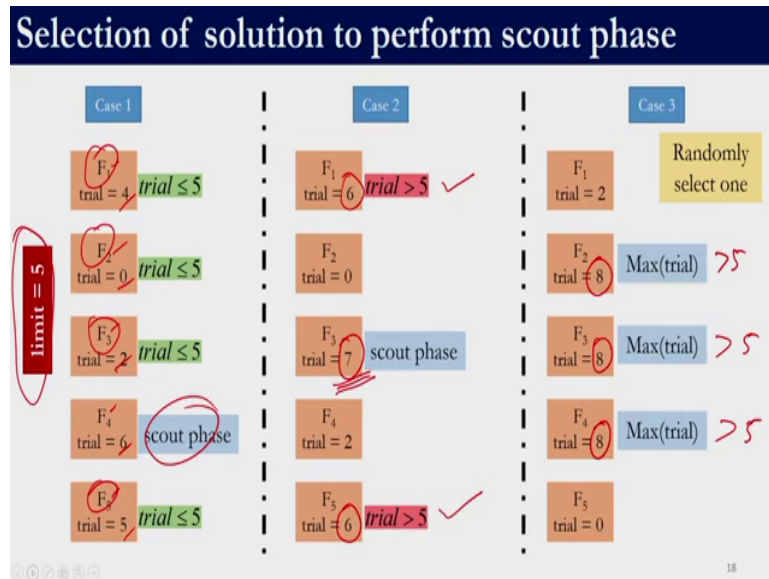 Selection of solution to perform scout phase
limit = 5
Case 1
F1
trial = 4
trial ≤ 5
F2
trial = 0
trial ≤ 5
F3
trial = 2
trial ≤ 5
F4
trial = 6
scout phase
F5
trial = 5
trial ≤ 5
Case 2
F1
trial = 6
trial > 5
F2
trial = 0
F3
trial = 7
scout phase
F4
trial = 2
F5
trial = 6
trial > 5
Case 3
Randomly
select one
F1
trial = 2
F2
trial = 8
Max(trial)
>5
F3
trial = 8
Max(trial)
>5
F4
trial = 8
Max(trial)
>5
F5
trial = 0
18